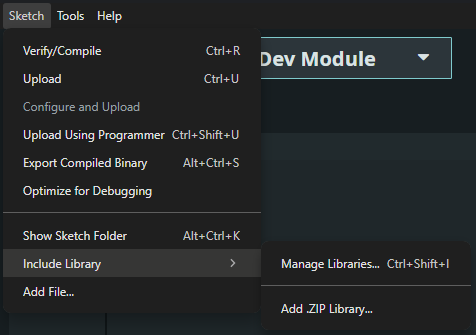 Sketch Tools Help
Verify/Compile Ctrl+R
Upload Ctrl+U
Dev Module
Configure and Upload
Upload Using Programmer Ctrl+Shift+U
Export Compiled Binary Alt+Ctrl+S
Optimize for Debugging
Show Sketch Folder Alt+Ctrl+K
Include Library
Manage Libraries... Ctrl+Shift+I
Add File...
Add .ZIP Library...